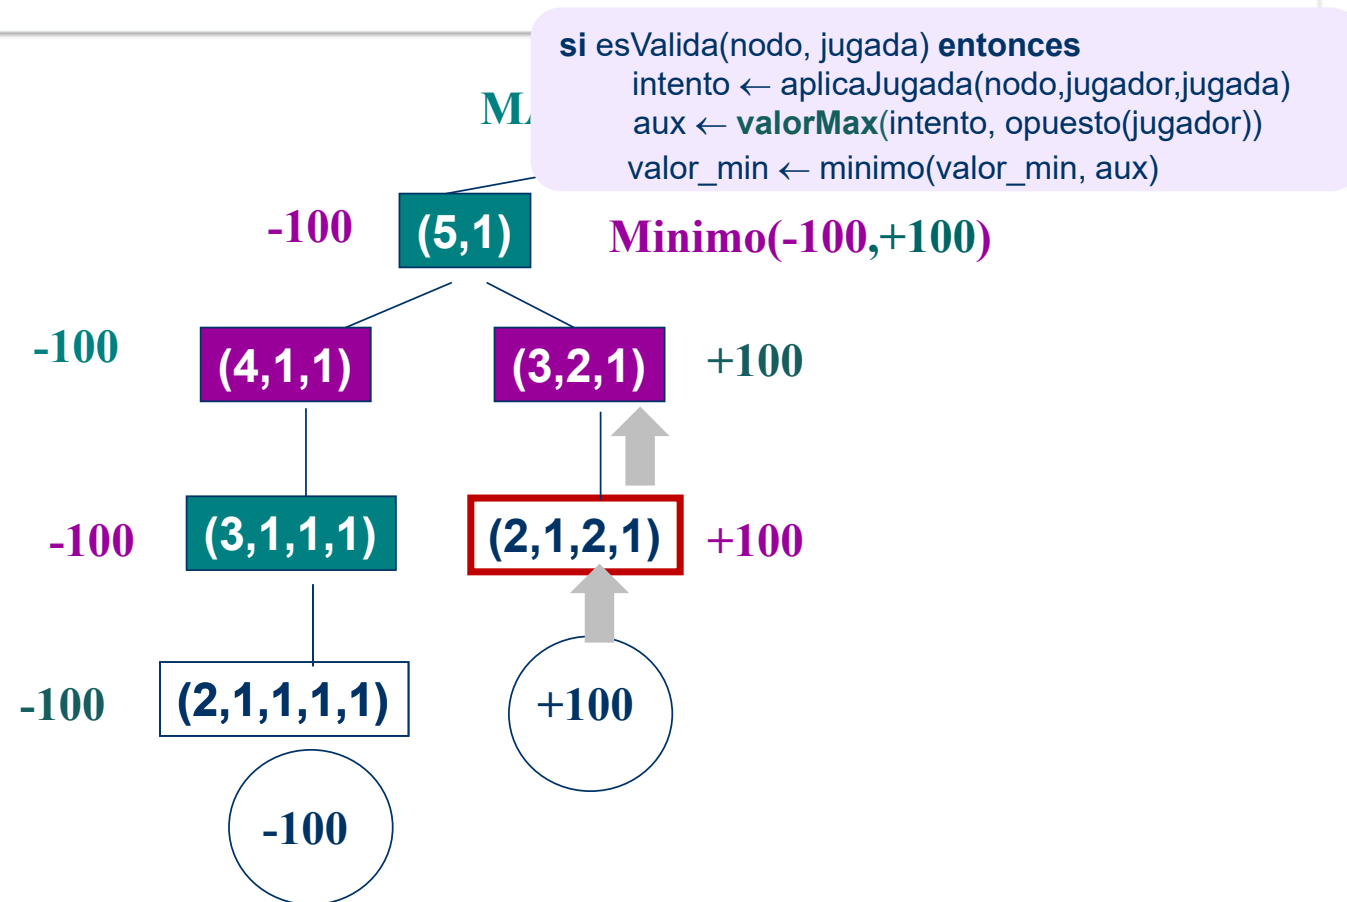 si esValida(nodo, jugada) entonces
intento ← aplicaJugada(nodo,jugador,jugada)
aux ← valorMax(intento, opuesto(jugador))
valor_min ← minimo(valor_min, aux)
-100 (5,1) Minimo(-100,+100)
-100 (4,1,1) (3,2,1) +100
-100 (3,1,1,1) (2,1,2,1) +100
-100 (2,1,1,1,1) +100
-100